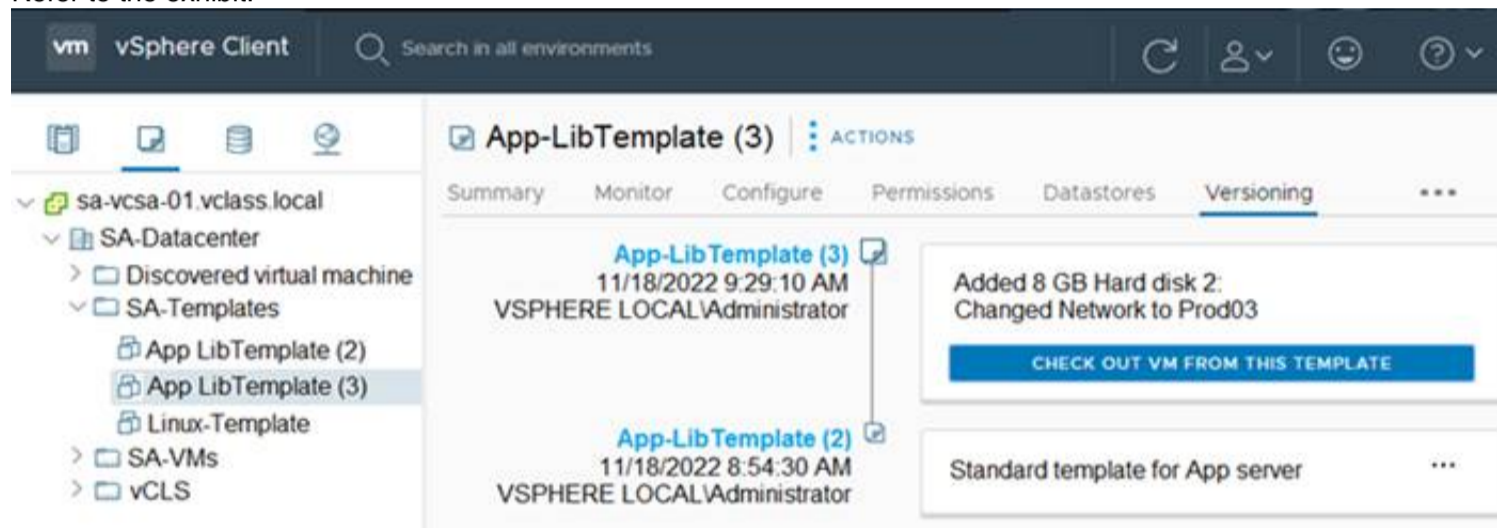 Refer to the exhibit.
vm vSphere Client
Search in all environments
App-LibTemplate (3)
ACTIONS
Summary Monitor Configure Permissions Datastores Versioning ...
sa-vcsa-01.vclass.local
SA-Datacenter
Discovered virtual machine
SA-Templates
App LibTemplate (2)
App LibTemplate (3)
Linux-Template
SA-VMs
vCLS
App-LibTemplate (3)
11/18/2022 9:29:10 AM
VSPHERE LOCAL\Administrator
Added 8 GB Hard disk 2:
Changed Network to Prod03
CHECK OUT VM FROM THIS TEMPLATE
App-LibTemplate (2)
11/18/2022 8:54:30 AM
VSPHERE LOCAL\Administrator
Standard template for App server ...